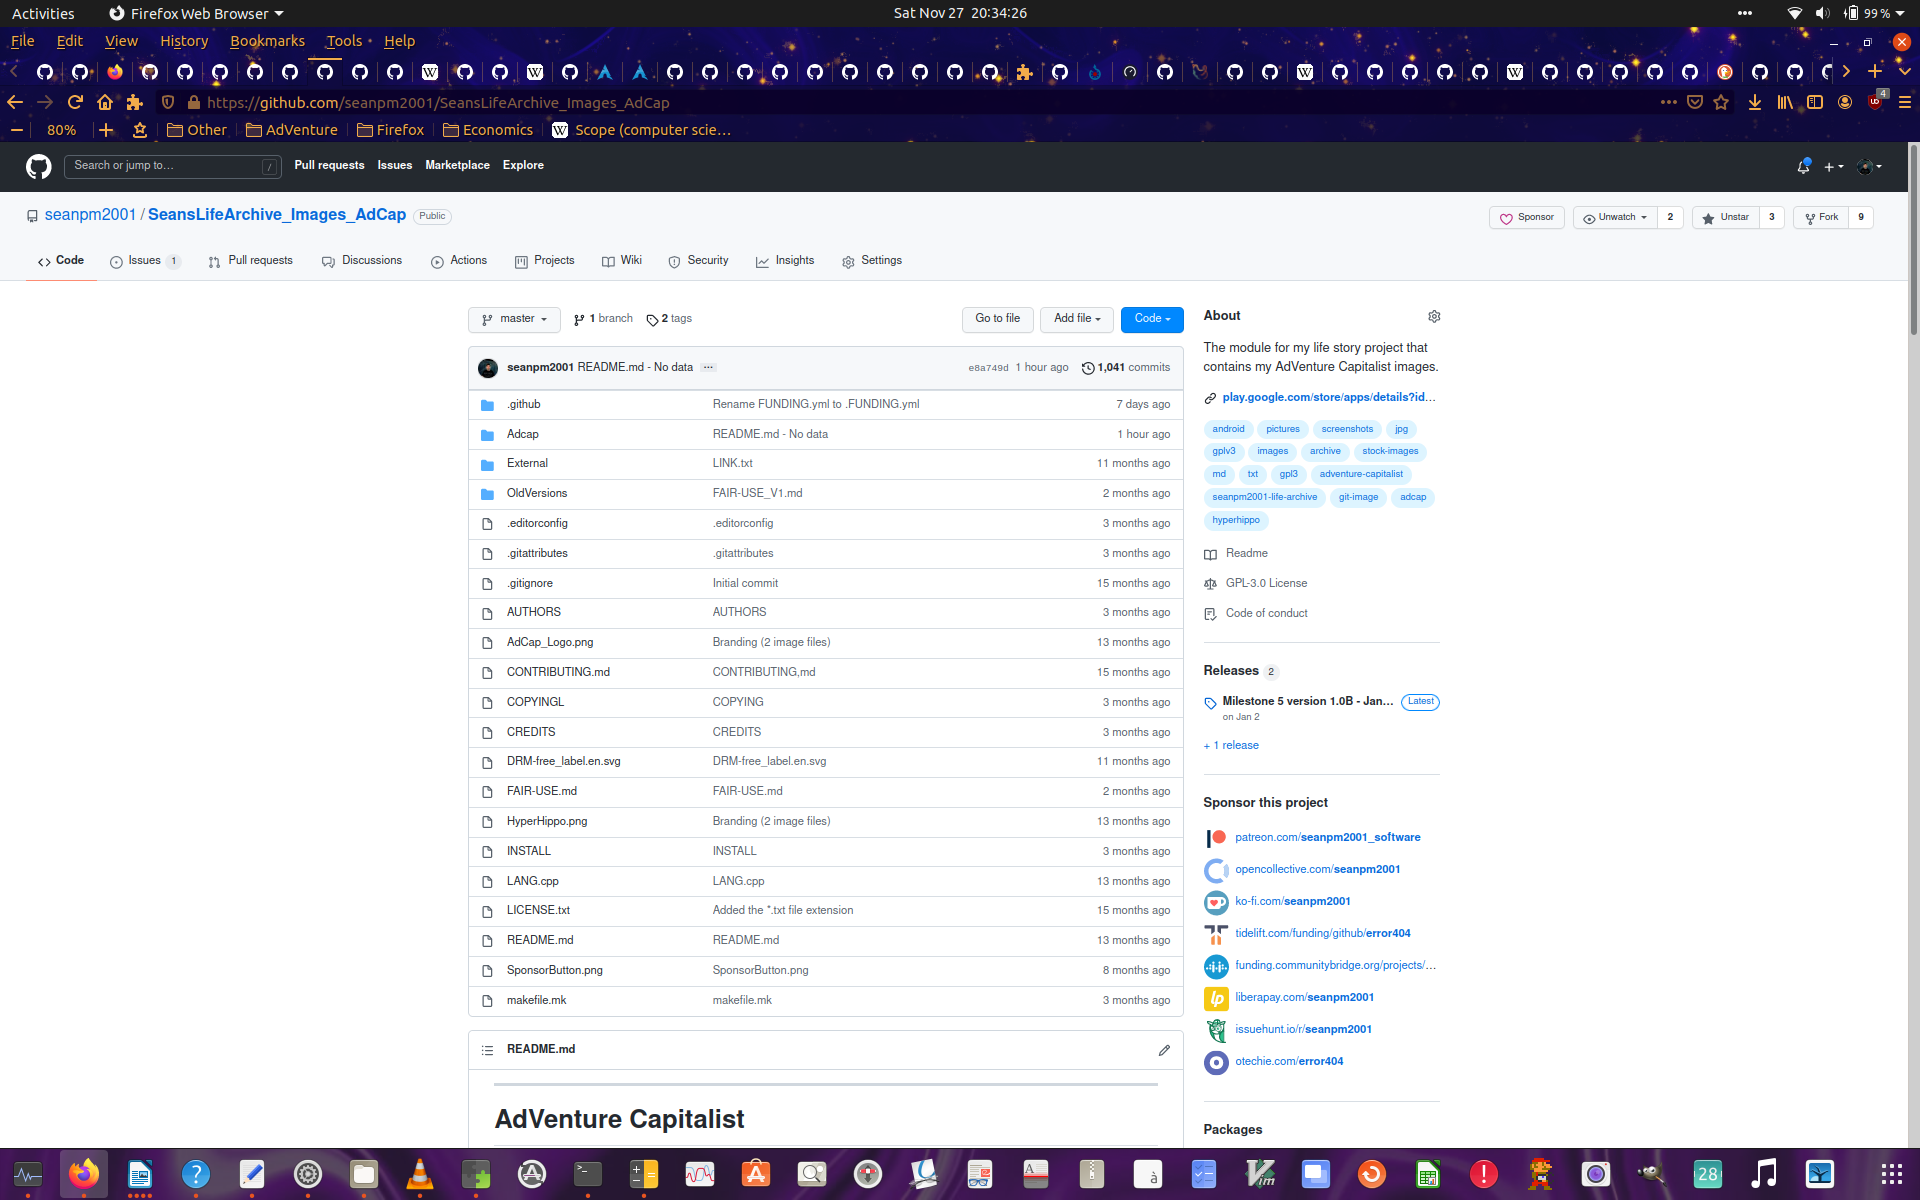 Activities Firefox Web Browser Sat Nov 27 20:34:26 99 %
File Edit View History Bookmarks Tools Help
https://github.com/seanpm2001/SeansLifeArchive_Images_AdCap 4
80% Other AdVenture Firefox Economics Scope (computer scie…
Search or jump to… / Pull requests Issues Marketplace Explore
seanpm2001 / SeansLifeArchive_Images_AdCap Public Sponsor Unwatch 2 Unstar 3 Fork 9
Code Issues 1 Pull requests Discussions Actions Projects Wiki Security Insights Settings
master 1 branch 2 tags Go to file Add file Code
seanpm2001 README.md - No data ... e8a749d 1 hour ago 1,041 commits
.github Rename FUNDING.yml to .FUNDING.yml 7 days ago
Adcap README.md - No data 1 hour ago
External LINK.txt 11 months ago
OldVersions FAIR-USE_V1.md 2 months ago
.editorconfig .editorconfig 3 months ago
.gitattributes .gitattributes 3 months ago
.gitignore Initial commit 15 months ago
AUTHORS AUTHORS 3 months ago
AdCap_Logo.png Branding (2 image files) 13 months ago
CONTRIBUTING.md CONTRIBUTING,md 15 months ago
COPYINGL COPYING 3 months ago
CREDITS CREDITS 3 months ago
DRM-free_label.en.svg DRM-free_label.en.svg 11 months ago
FAIR-USE.md FAIR-USE.md 2 months ago
HyperHippo.png Branding (2 image files) 13 months ago
INSTALL INSTALL 3 months ago
LANG.cpp LANG.cpp 13 months ago
LICENSE.txt Added the *.txt file extension 15 months ago
README.md README.md 13 months ago
SponsorButton.png SponsorButton.png 8 months ago
makefile.mk makefile.mk 3 months ago
README.md
AdVenture Capitalist
About
The module for my life story project that
contains my AdVenture Capitalist images.
play.google.com/store/apps/details?id…
android pictures screenshots jpg
gplv3 images archive stock-images
md txt gpl3 adventure-capitalist
seanpm2001-life-archive git-image adcap
hyperhippo
Readme
GPL-3.0 License
Code of conduct
Releases 2
Milestone 5 version 1.0B - Jan… Latest
on Jan 2
+ 1 release
Sponsor this project
patreon.com/seanpm2001_software
opencollective.com/seanpm2001
ko-fi.com/seanpm2001
tidelift.com/funding/github/error404
funding.communitybridge.org/projects/…
liberapay.com/seanpm2001
issuehunt.io/r/seanpm2001
otechie.com/error404
Packages
28